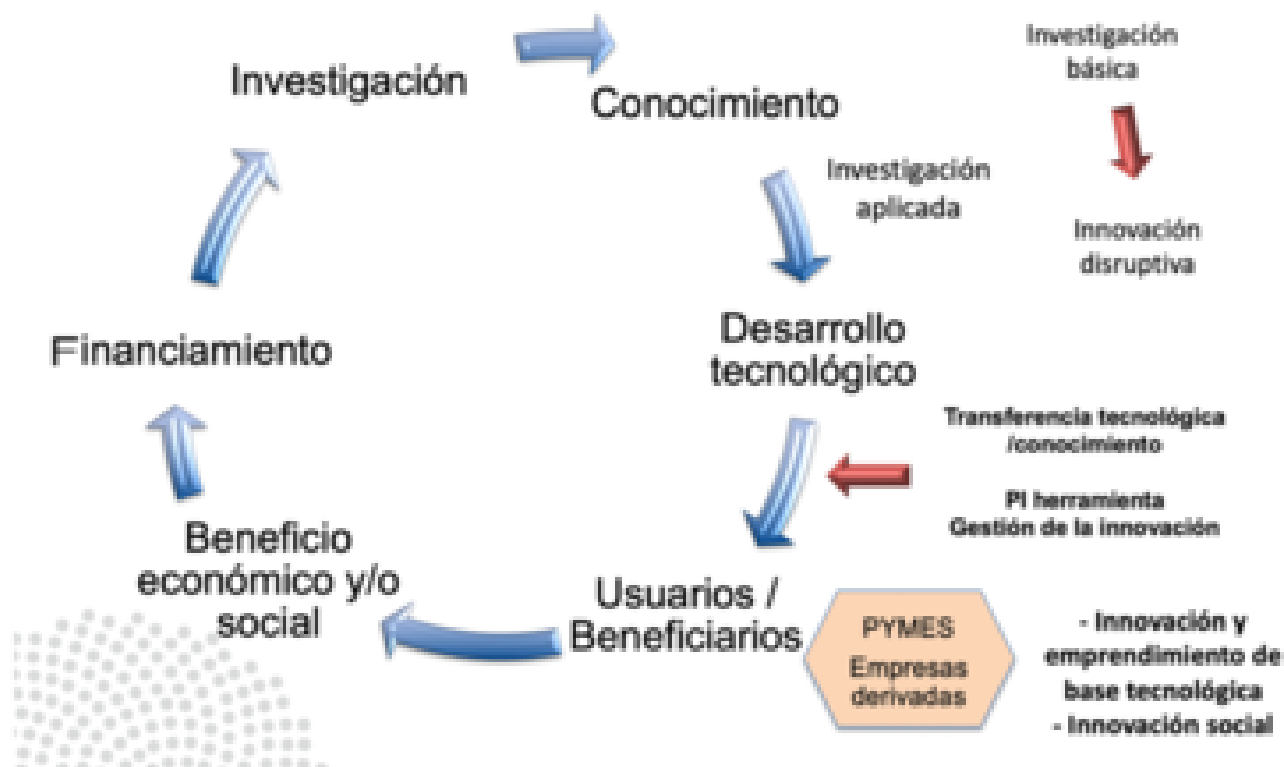 Investigación
Conocimiento
Investigación
básica
Investigación
aplicada
Innovación
disruptiva
Desarrollo
tecnológico
Financiamiento
Transferencia tecnológica
/conocimiento
PI herramienta
Gestión de la innovación
Beneficio
económico y/o
social
Usuarios /
Beneficiarios
PYMES
Empresas
derivadas
- Innovación y
emprendimiento de
base tecnológica
- Innovación social